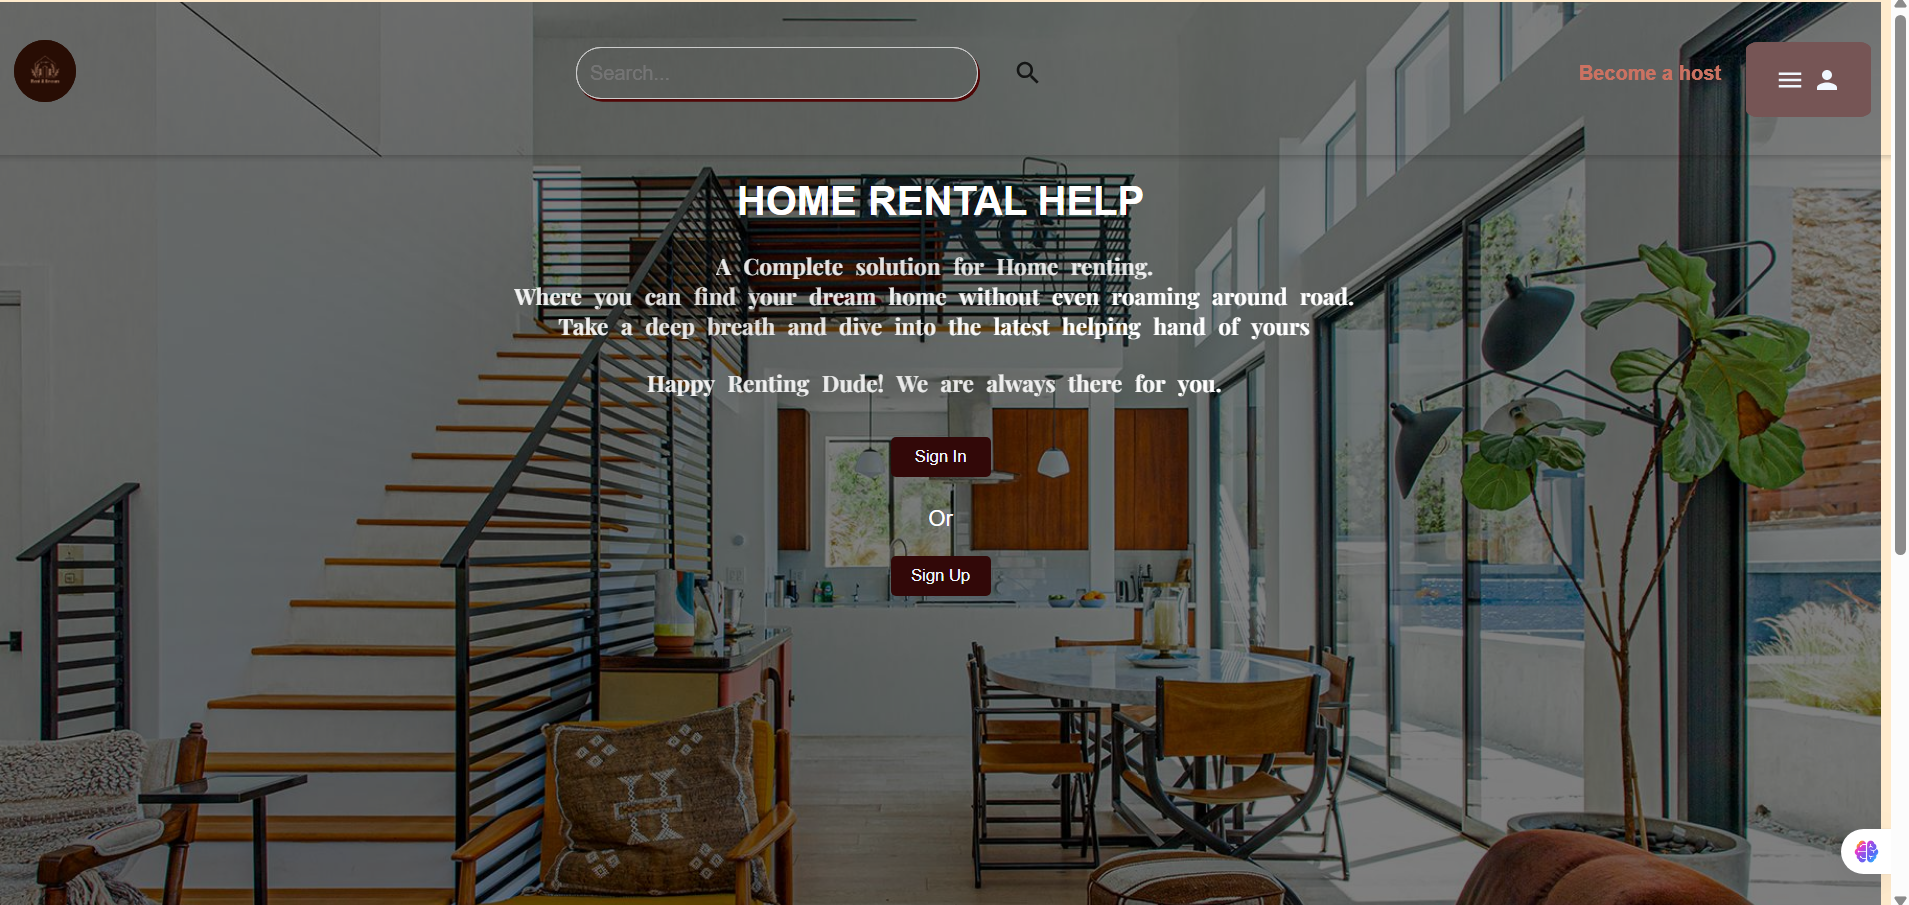 Search...
Become a host
HOME RENTAL HELP
A Complete solution for Home renting.
Where you can find your dream home without even roaming around road.
Take a deep breath and dive into the latest helping hand of yours
Happy Renting Dude! We are always there for you.
Sign In
Or
Sign Up